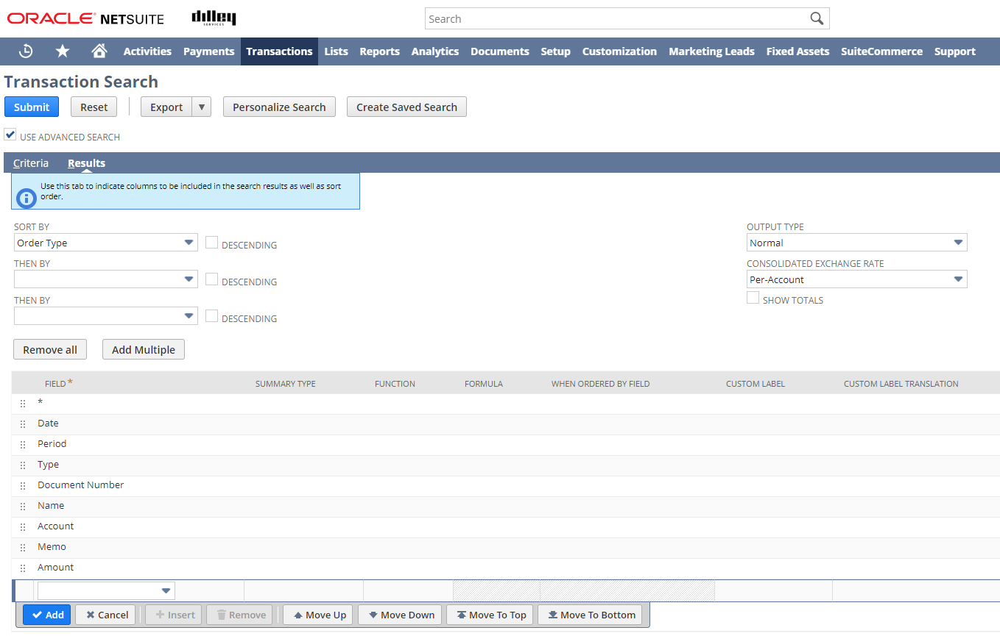 ORACLE NETSUITE
dilley
SERVICES
Search
Activities Payments Transactions Lists Reports Analytics Documents Setup Customization Marketing Leads Fixed Assets SuiteCommerce Support
Transaction Search
Submit Reset Export Personalize Search Create Saved Search
USE ADVANCED SEARCH
Criteria Results
Use this tab to indicate columns to be included in the search results as well as sort
order.
SORT BY OUTPUT TYPE
Order Type DESCENDING Normal
THEN BY CONSOLIDATED EXCHANGE RATE
DESCENDING Per-Account
THEN BY SHOW TOTALS
DESCENDING
Remove all Add Multiple
FIELD * SUMMARY TYPE FUNCTION FORMULA WHEN ORDERED BY FIELD CUSTOM LABEL CUSTOM LABEL TRANSLATION
*
Date
Period
Type
Document Number
Name
Account
Memo
Amount
Add Cancel Insert Remove Move Up Move Down Move To Top Move To Bottom